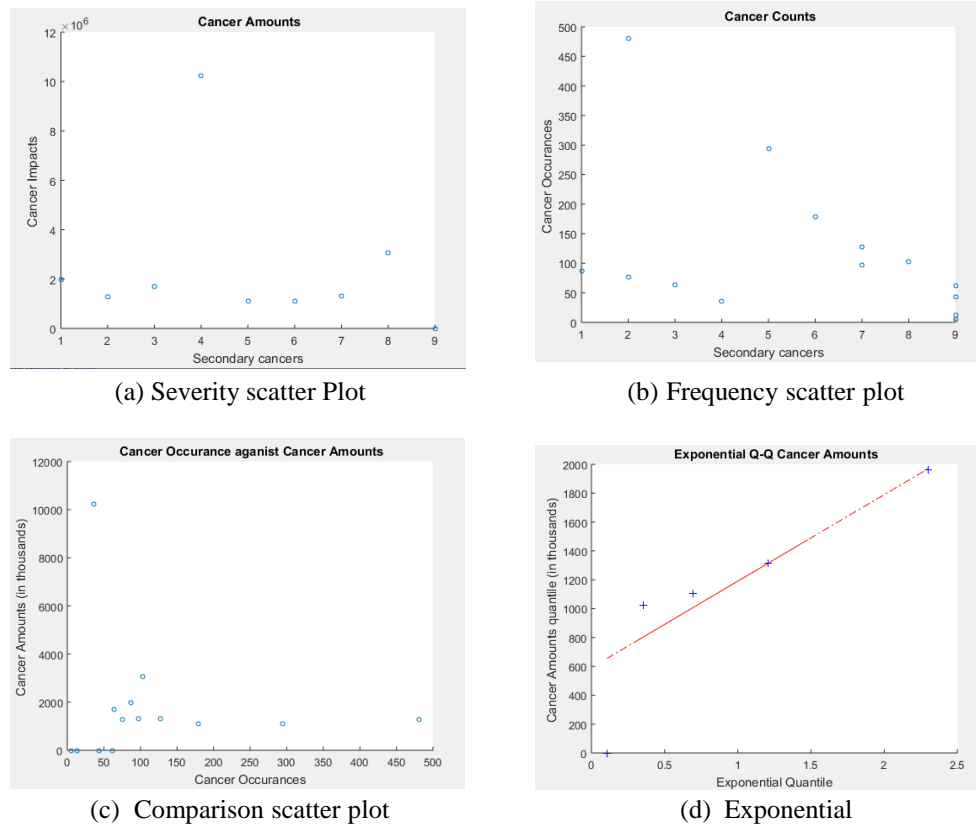 Cancer Amounts
×10⁶
12
10
8
6
4
2
0
1 2 3 4 5 6 7 8 9
Cancer Impacts
Secondary cancers
(a) Severity scatter Plot
Cancer Counts
500
450
400
350
300
250
200
150
100
50
0
1 2 3 4 5 6 7 8 9
Cancer Occurances
Secondary cancers
(b) Frequency scatter plot
Cancer Occurance aganist Cancer Amounts
12000
10000
8000
6000
4000
2000
0
0 50 100 150 200 250 300 350 400 450 500
Cancer Amounts (in thousands)
Cancer Occurances
(c) Comparison scatter plot
Exponential Q-Q Cancer Amounts
2000
1800
1600
1400
1200
1000
800
600
400
200
0
0 0.5 1 1.5 2 2.5
Cancer Amounts quantile (in thousands)
Exponential Quantile
(d) Exponential